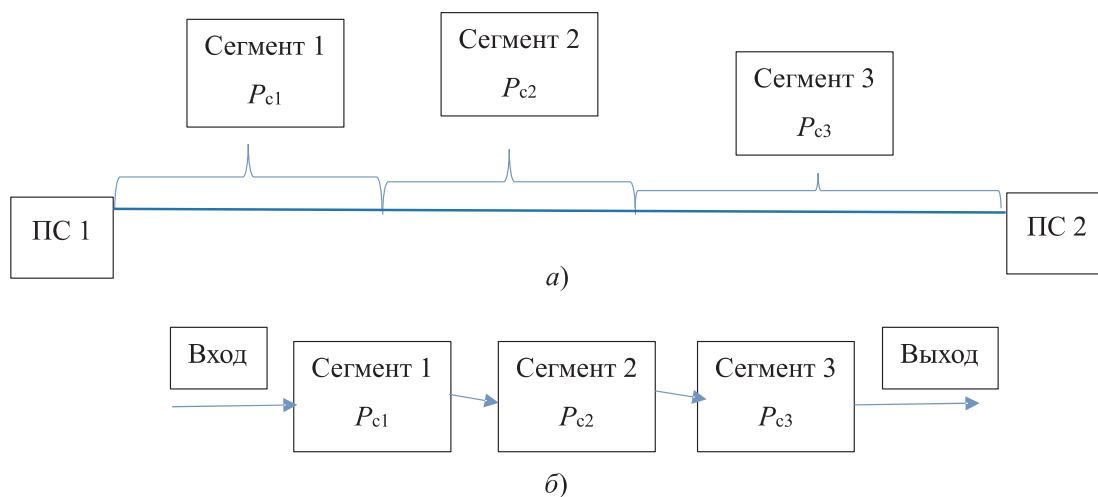 Сегмент 1
Pс1
Сегмент 2
Pс2
Сегмент 3
Pс3
ПС 1
ПС 2
а)
Вход
Сегмент 1
Pс1
Сегмент 2
Pс2
Сегмент 3
Pс3
Выход
б)